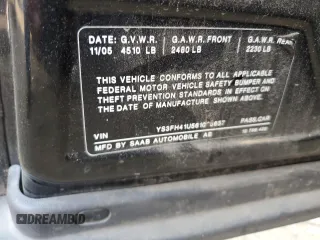 DATE: G.V.W.R. G.A.W.R. FRONT G.A.W.R. REAR
11/05 4510 LB 2460 LB 2230 LB
THIS VEHICLE CONFORMS TO ALL APPLICABLE
FEDERAL MOTOR VEHICLE SAFETY BUMPER AND
THEFT PREVENTION STANDARDS IN EFFECT ON
THE DATE OF MANUFACTURE SHOWN ABOVE
VIN PASS.CAR
MFD BY SAAB AUTOMOBILE AB
DREAMBID